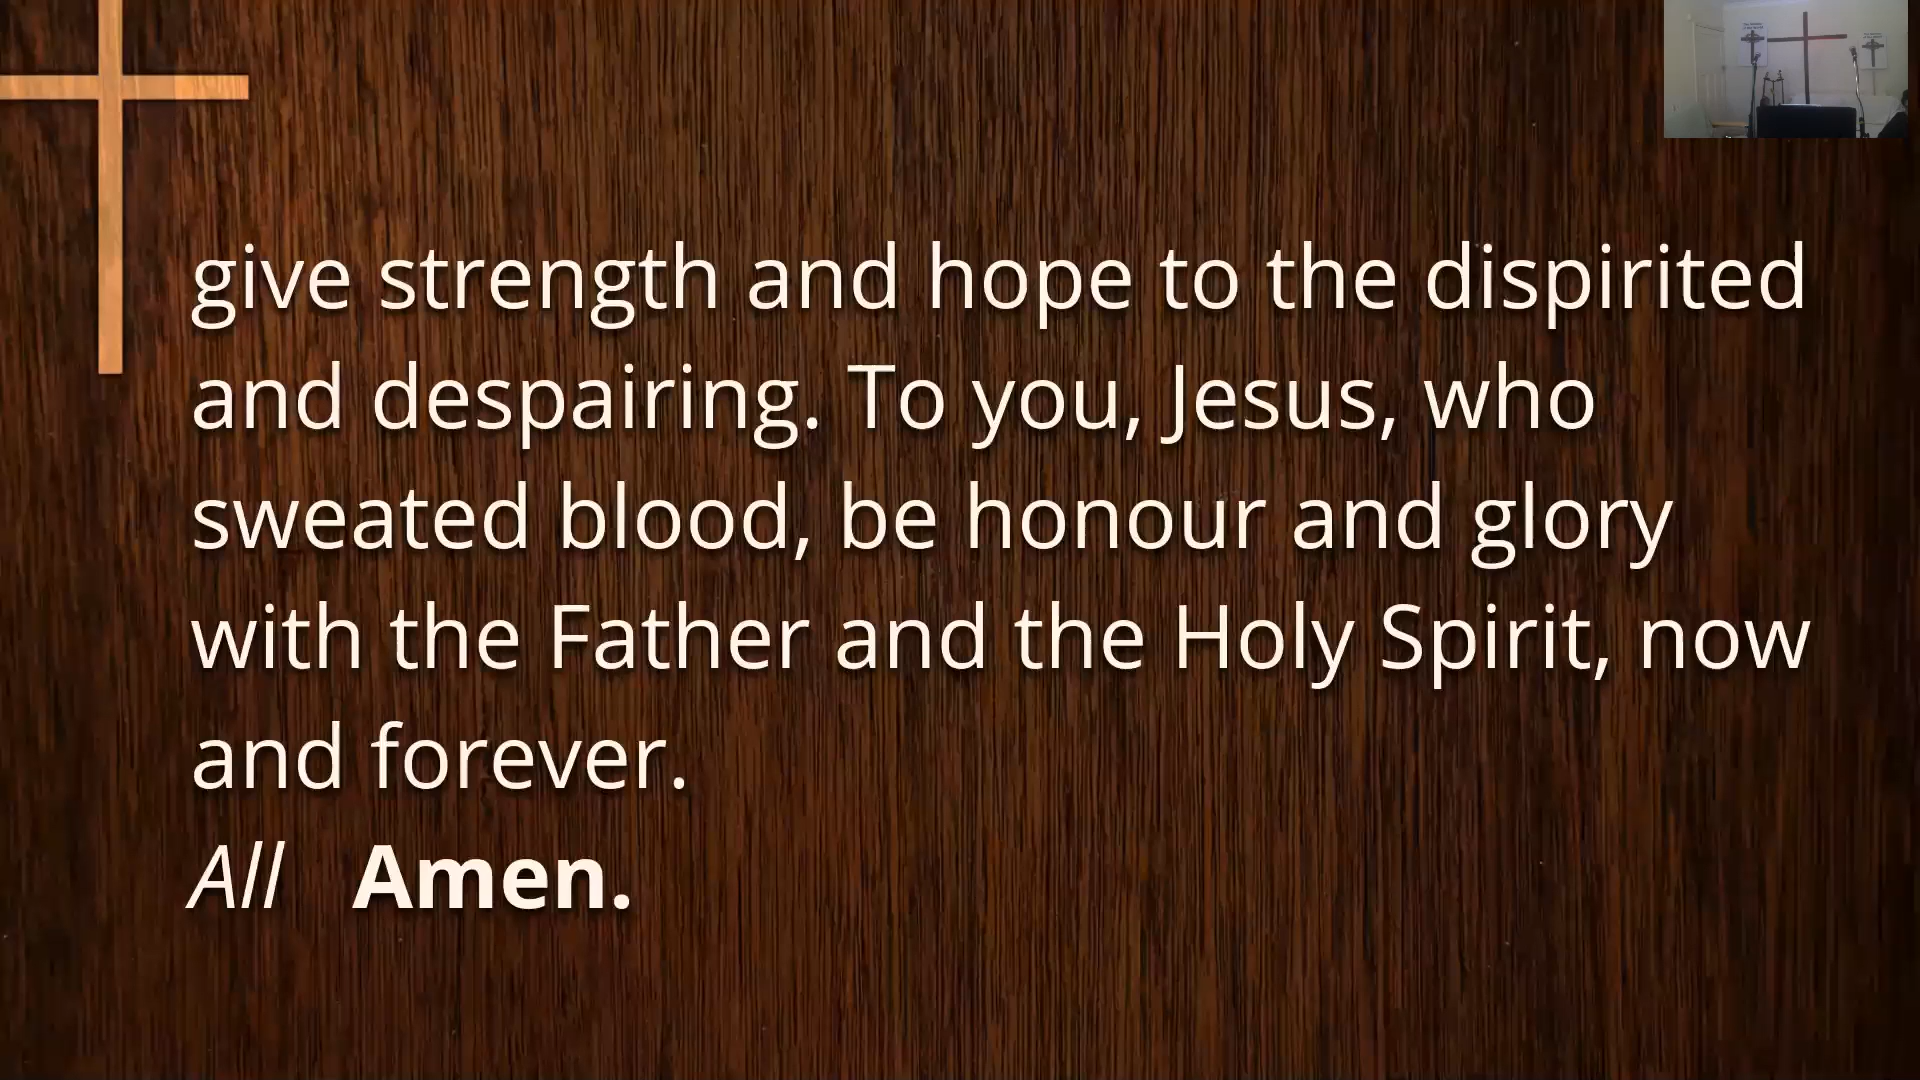 give strength and hope to the dispirited
and despairing. To you, Jesus, who
sweated blood, be honour and glory
with the Father and the Holy Spirit, now
and forever.
All Amen.